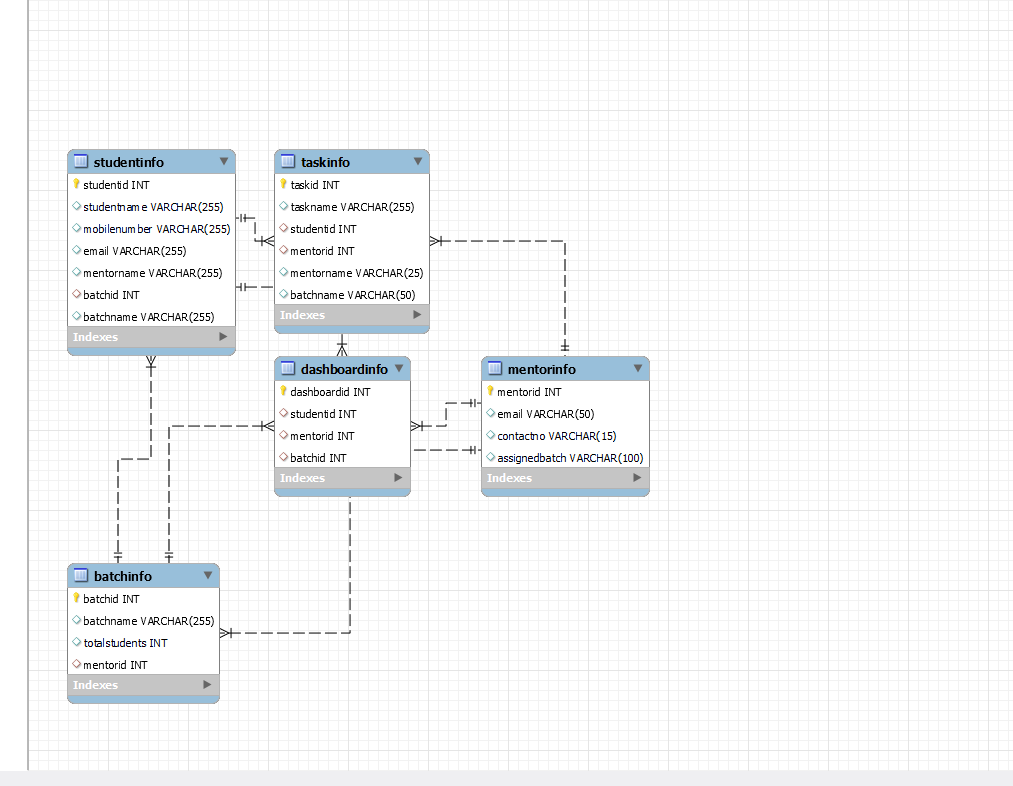 studentinfo
studentid INT
studentname VARCHAR(255)
mobilenumber VARCHAR(255)
email VARCHAR(255)
mentorname VARCHAR(255)
batchid INT
batchname VARCHAR(255)
Indexes
taskinfo
taskid INT
taskname VARCHAR(255)
studentid INT
mentorid INT
mentorname VARCHAR(25)
batchname VARCHAR(50)
Indexes
dashboardinfo
dashboardid INT
studentid INT
mentorid INT
batchid INT
Indexes
mentorinfo
mentorid INT
email VARCHAR(50)
contactno VARCHAR(15)
assignedbatch VARCHAR(100)
Indexes
batchinfo
batchid INT
batchname VARCHAR(255)
totalstudents INT
mentorid INT
Indexes